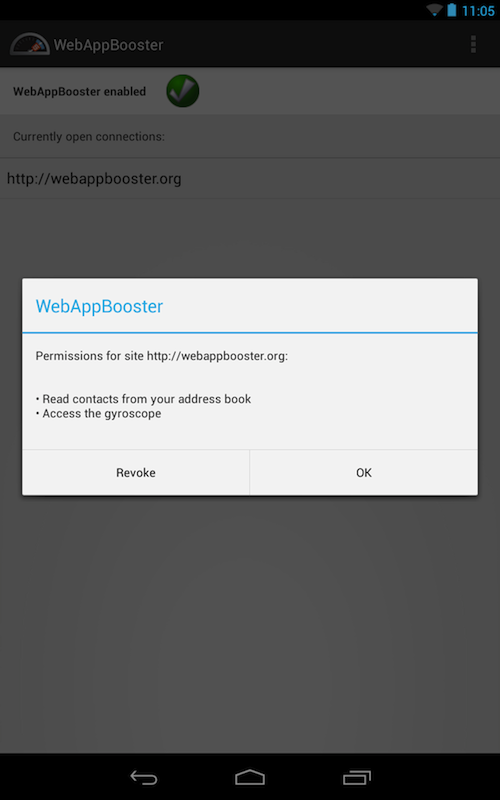 11:05
WebAppBooster
WebAppBooster enabled
Currently open connections:
http://webappbooster.org
WebAppBooster
Permissions for site http://webappbooster.org:
• Read contacts from your address book
• Access the gyroscope
Revoke
OK